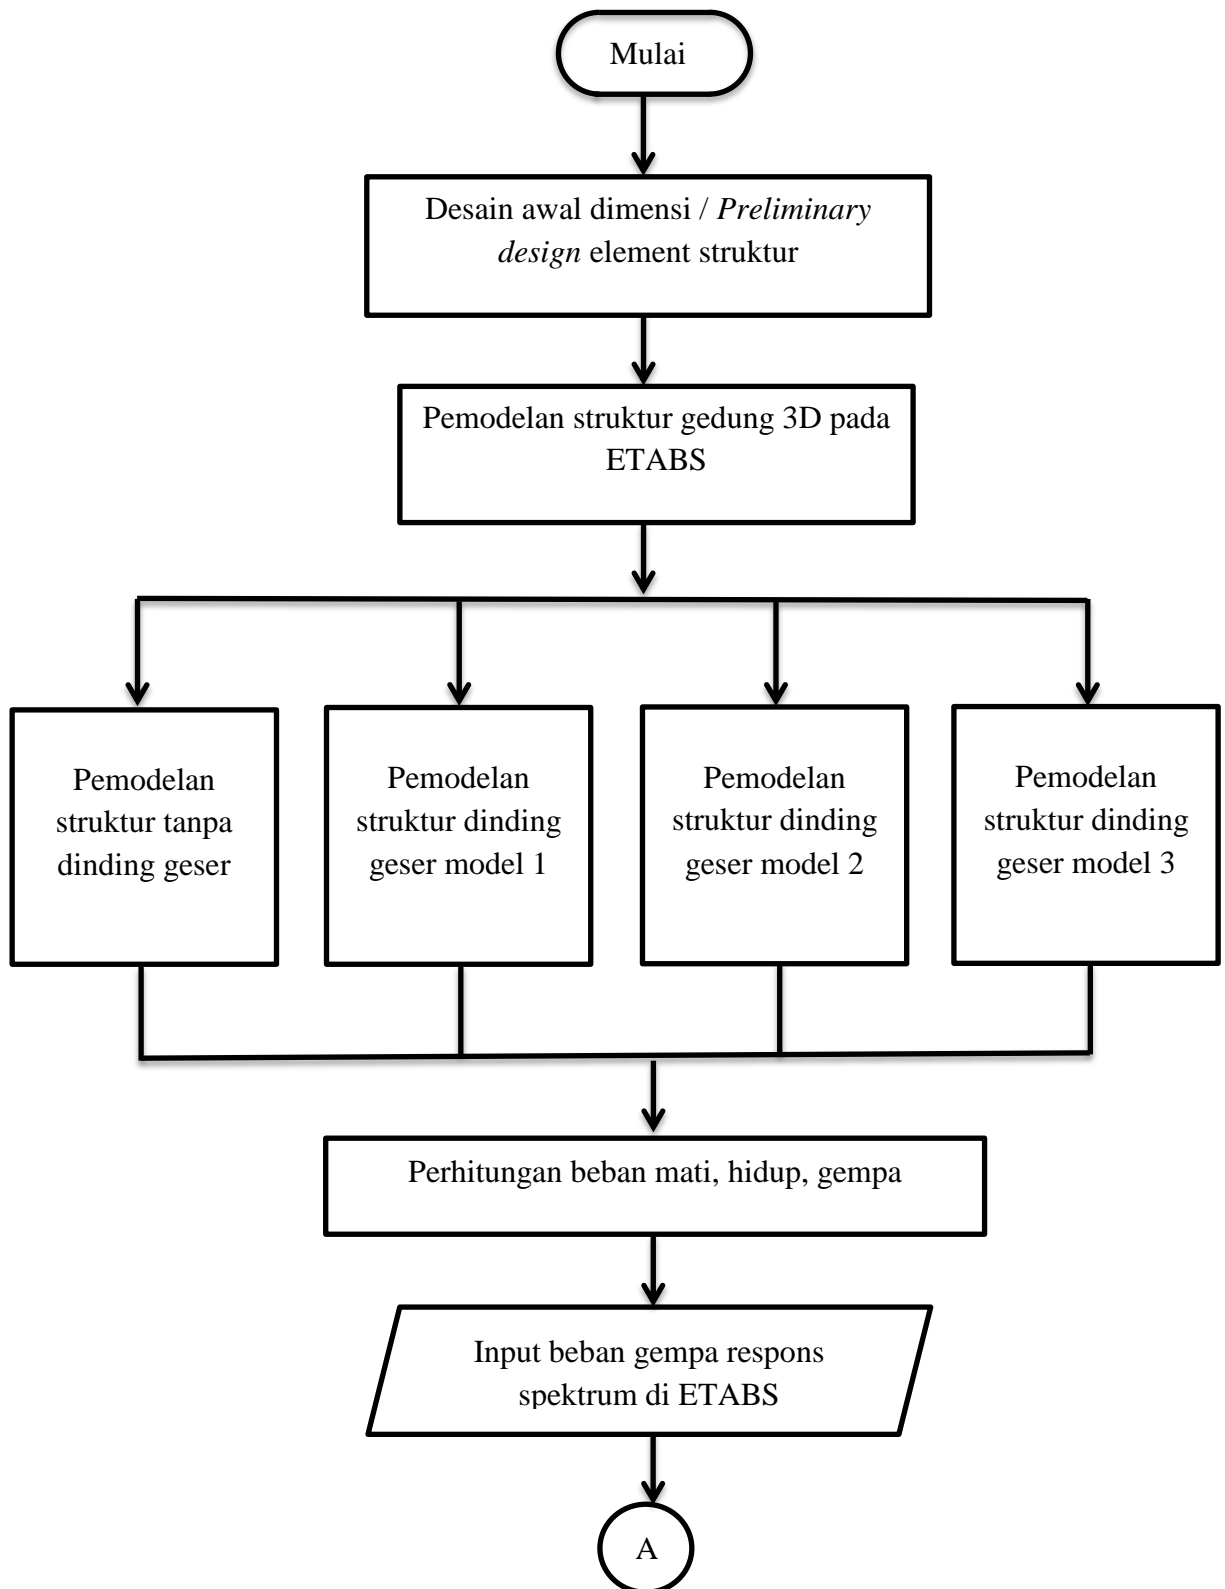 Mulai
Desain awal dimensi / Preliminary
design element struktur
Pemodelan struktur gedung 3D pada
ETABS
Pemodelan
struktur tanpa
dinding geser
Pemodelan
struktur dinding
geser model 1
Pemodelan
struktur dinding
geser model 2
Pemodelan
struktur dinding
geser model 3
Perhitungan beban mati, hidup, gempa
Input beban gempa respons
spektrum di ETABS
A